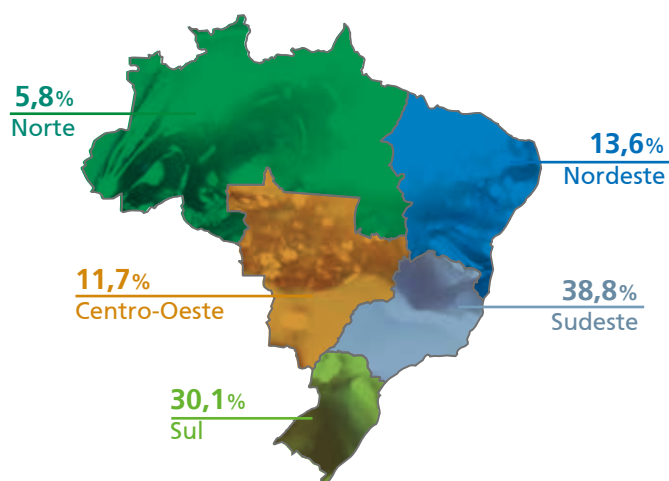 5,8%
Norte
13,6%
Nordeste
11,7%
Centro-Oeste
38,8%
Sudeste
30,1%
Sul